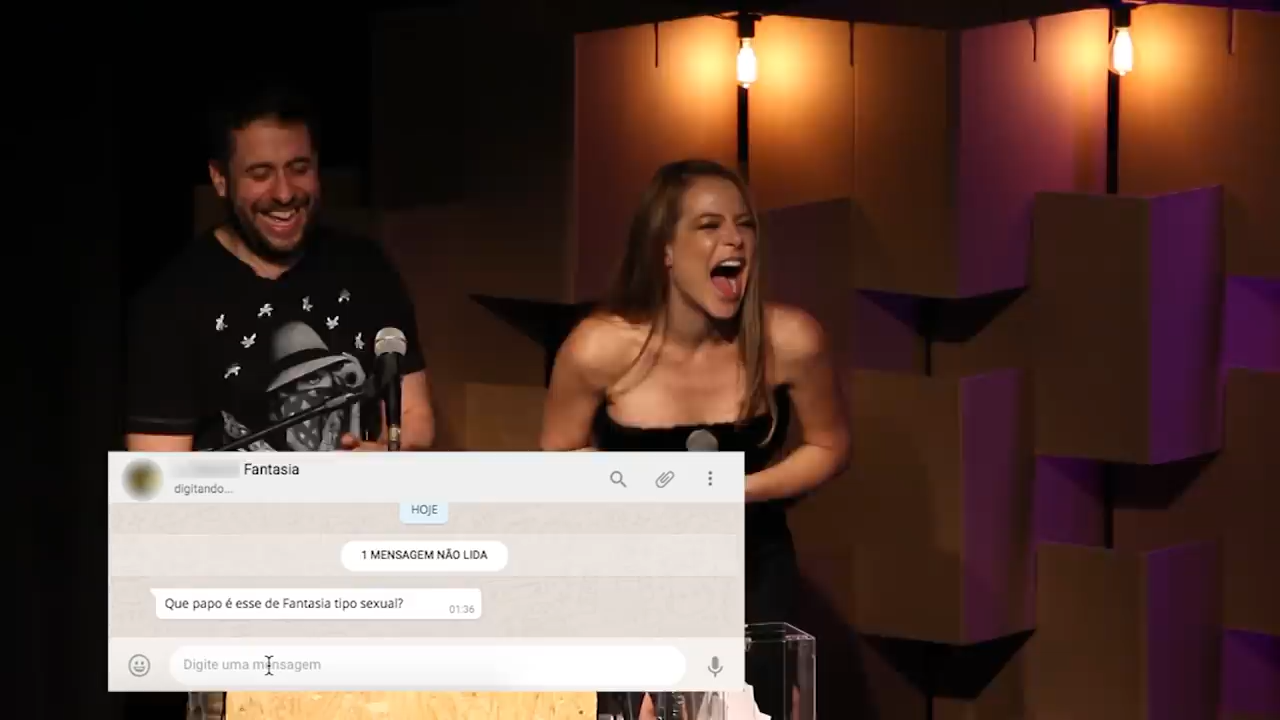 Fantasia
digitando...
HOJE
1 MENSAGEM NÃO LIDA
Que papo é esse de Fantasia tipo sexual?
01:36
Digite uma mensagem